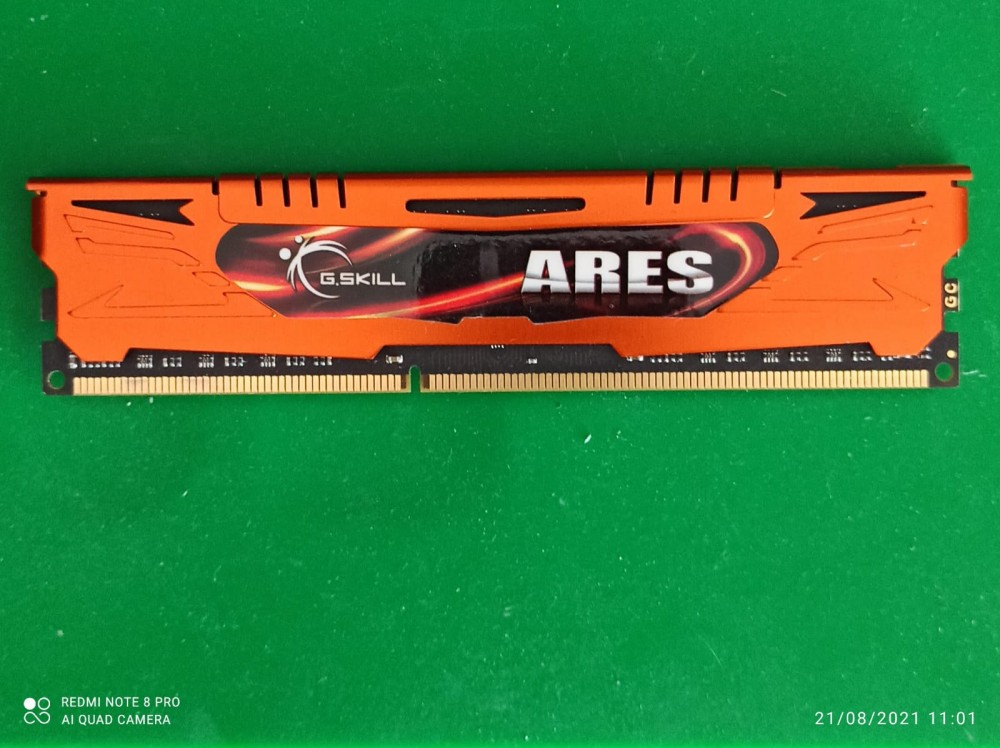 G.SKILL
ARES
GC
REDMI NOTE 8 PRO
AI QUAD CAMERA
21/08/2021 11:01